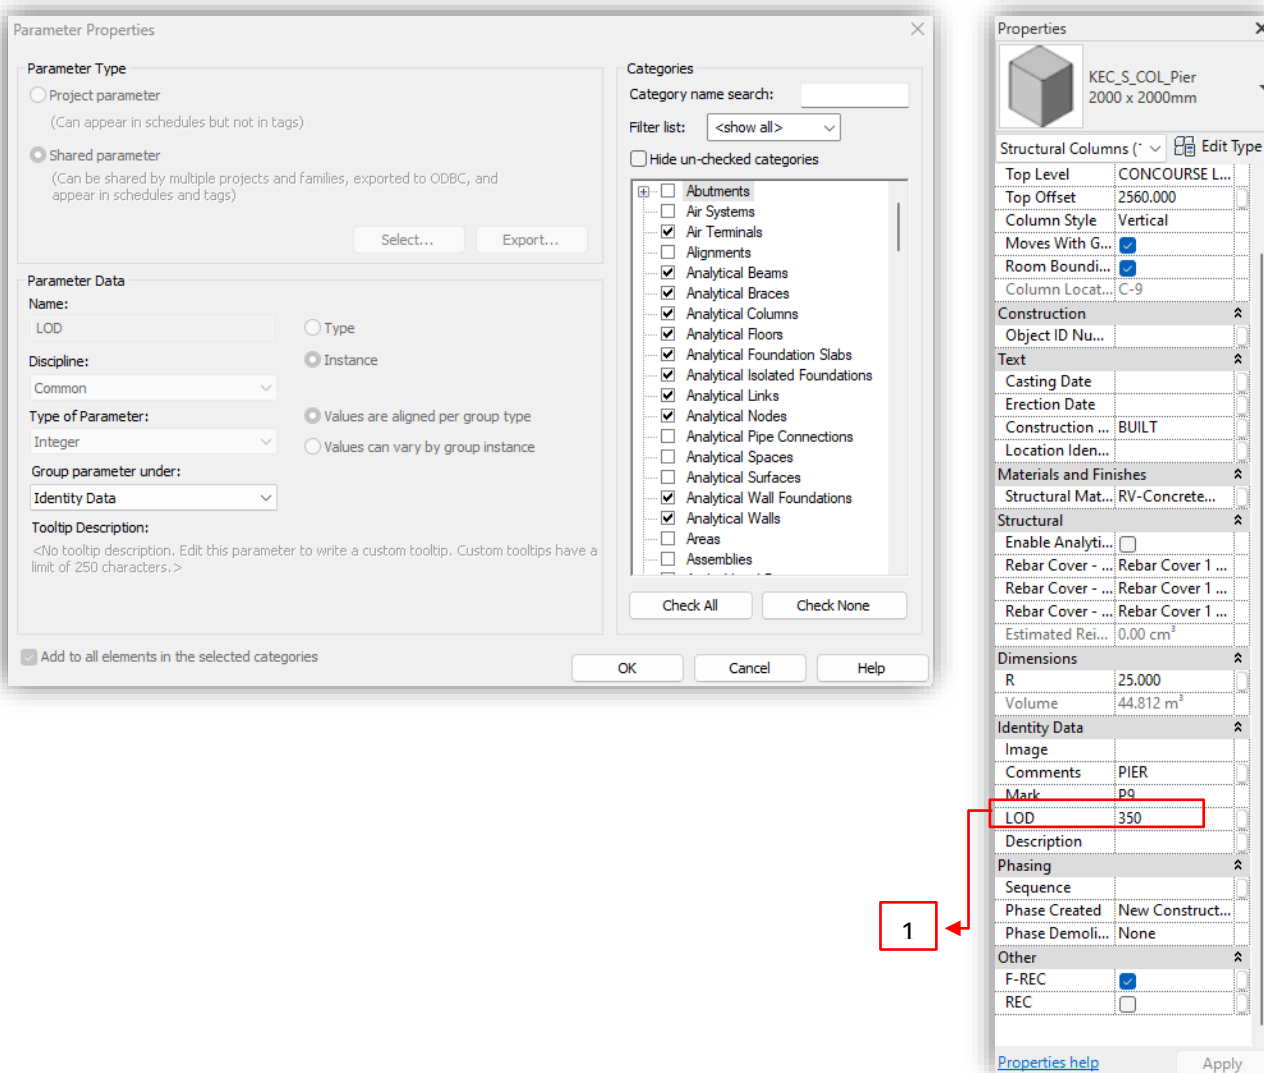 Parameter Properties
Parameter Type
Project parameter
(Can appear in schedules but not in tags)
Shared parameter
(Can be shared by multiple projects and families, exported to ODBC, and
appear in schedules and tags)
Select...
Export...
Parameter Data
Name:
LOD
Type
Discipline:
Instance
Common
Type of Parameter:
Values are aligned per group type
Integer
Values can vary by group instance
Group parameter under:
Identity Data
Tooltip Description:
<No tooltip description. Edit this parameter to write a custom tooltip. Custom tooltips have a
limit of 250 characters.>
Add to all elements in the selected categories
Categories
Category name search:
Filter list: <show all>
Hide un-checked categories
Abutments
Air Systems
Air Terminals
Alignments
Analytical Beams
Analytical Braces
Analytical Columns
Analytical Floors
Analytical Foundation Slabs
Analytical Isolated Foundations
Analytical Links
Analytical Nodes
Analytical Pipe Connections
Analytical Spaces
Analytical Surfaces
Analytical Wall Foundations
Analytical Walls
Areas
Assemblies
Check All
Check None
OK
Cancel
Help
Properties
KEC_S_COL_Pier
2000 x 2000mm
Structural Columns ( Edit Type
Top Level CONCOURSE L...
Top Offset 2560.000
Column Style Vertical
Moves With G...
Room Boundi...
Column Locat... C-9
Construction
Object ID Nu...
Text
Casting Date
Erection Date
Construction ... BUILT
Location Iden...
Materials and Finishes
Structural Mat... RV-Concrete...
Structural
Enable Analyti...
Rebar Cover - ... Rebar Cover 1 ...
Rebar Cover - ... Rebar Cover 1 ...
Rebar Cover - ... Rebar Cover 1 ...
Estimated Rei... 0.00 cm³
Dimensions
R 25.000
Volume 44.812 m³
Identity Data
Image
Comments PIER
Mark P9
LOD 350
Description
Phasing
Sequence
Phase Created New Construct...
Phase Demoli... None
Other
F-REC
REC
Properties help
Apply
1